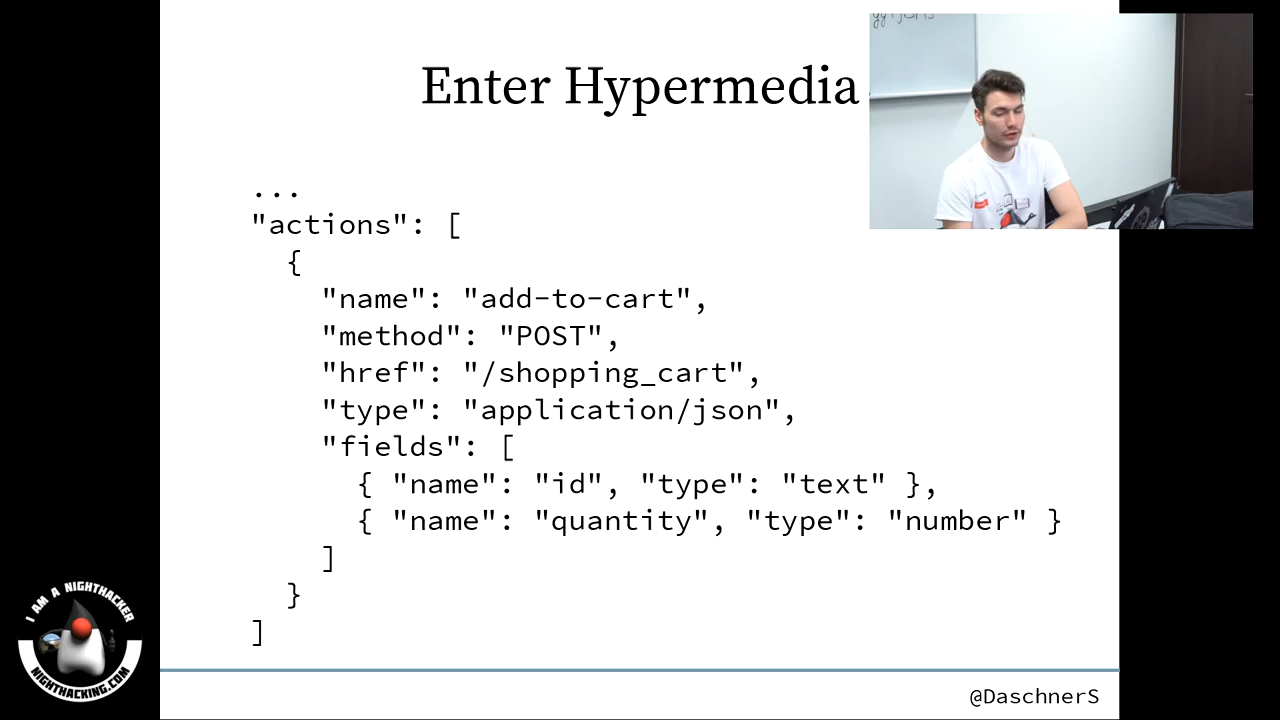 Enter Hypermedia
...
"actions": [
{
"name": "add-to-cart",
"method": "POST",
"href": "/shopping_cart",
"type": "application/json",
"fields": [
{ "name": "id", "type": "text" },
{ "name": "quantity", "type": "number" }
]
}
]
I AM A NIGHTHACKER
NIGHTHACKING.COM
@DaschnerS